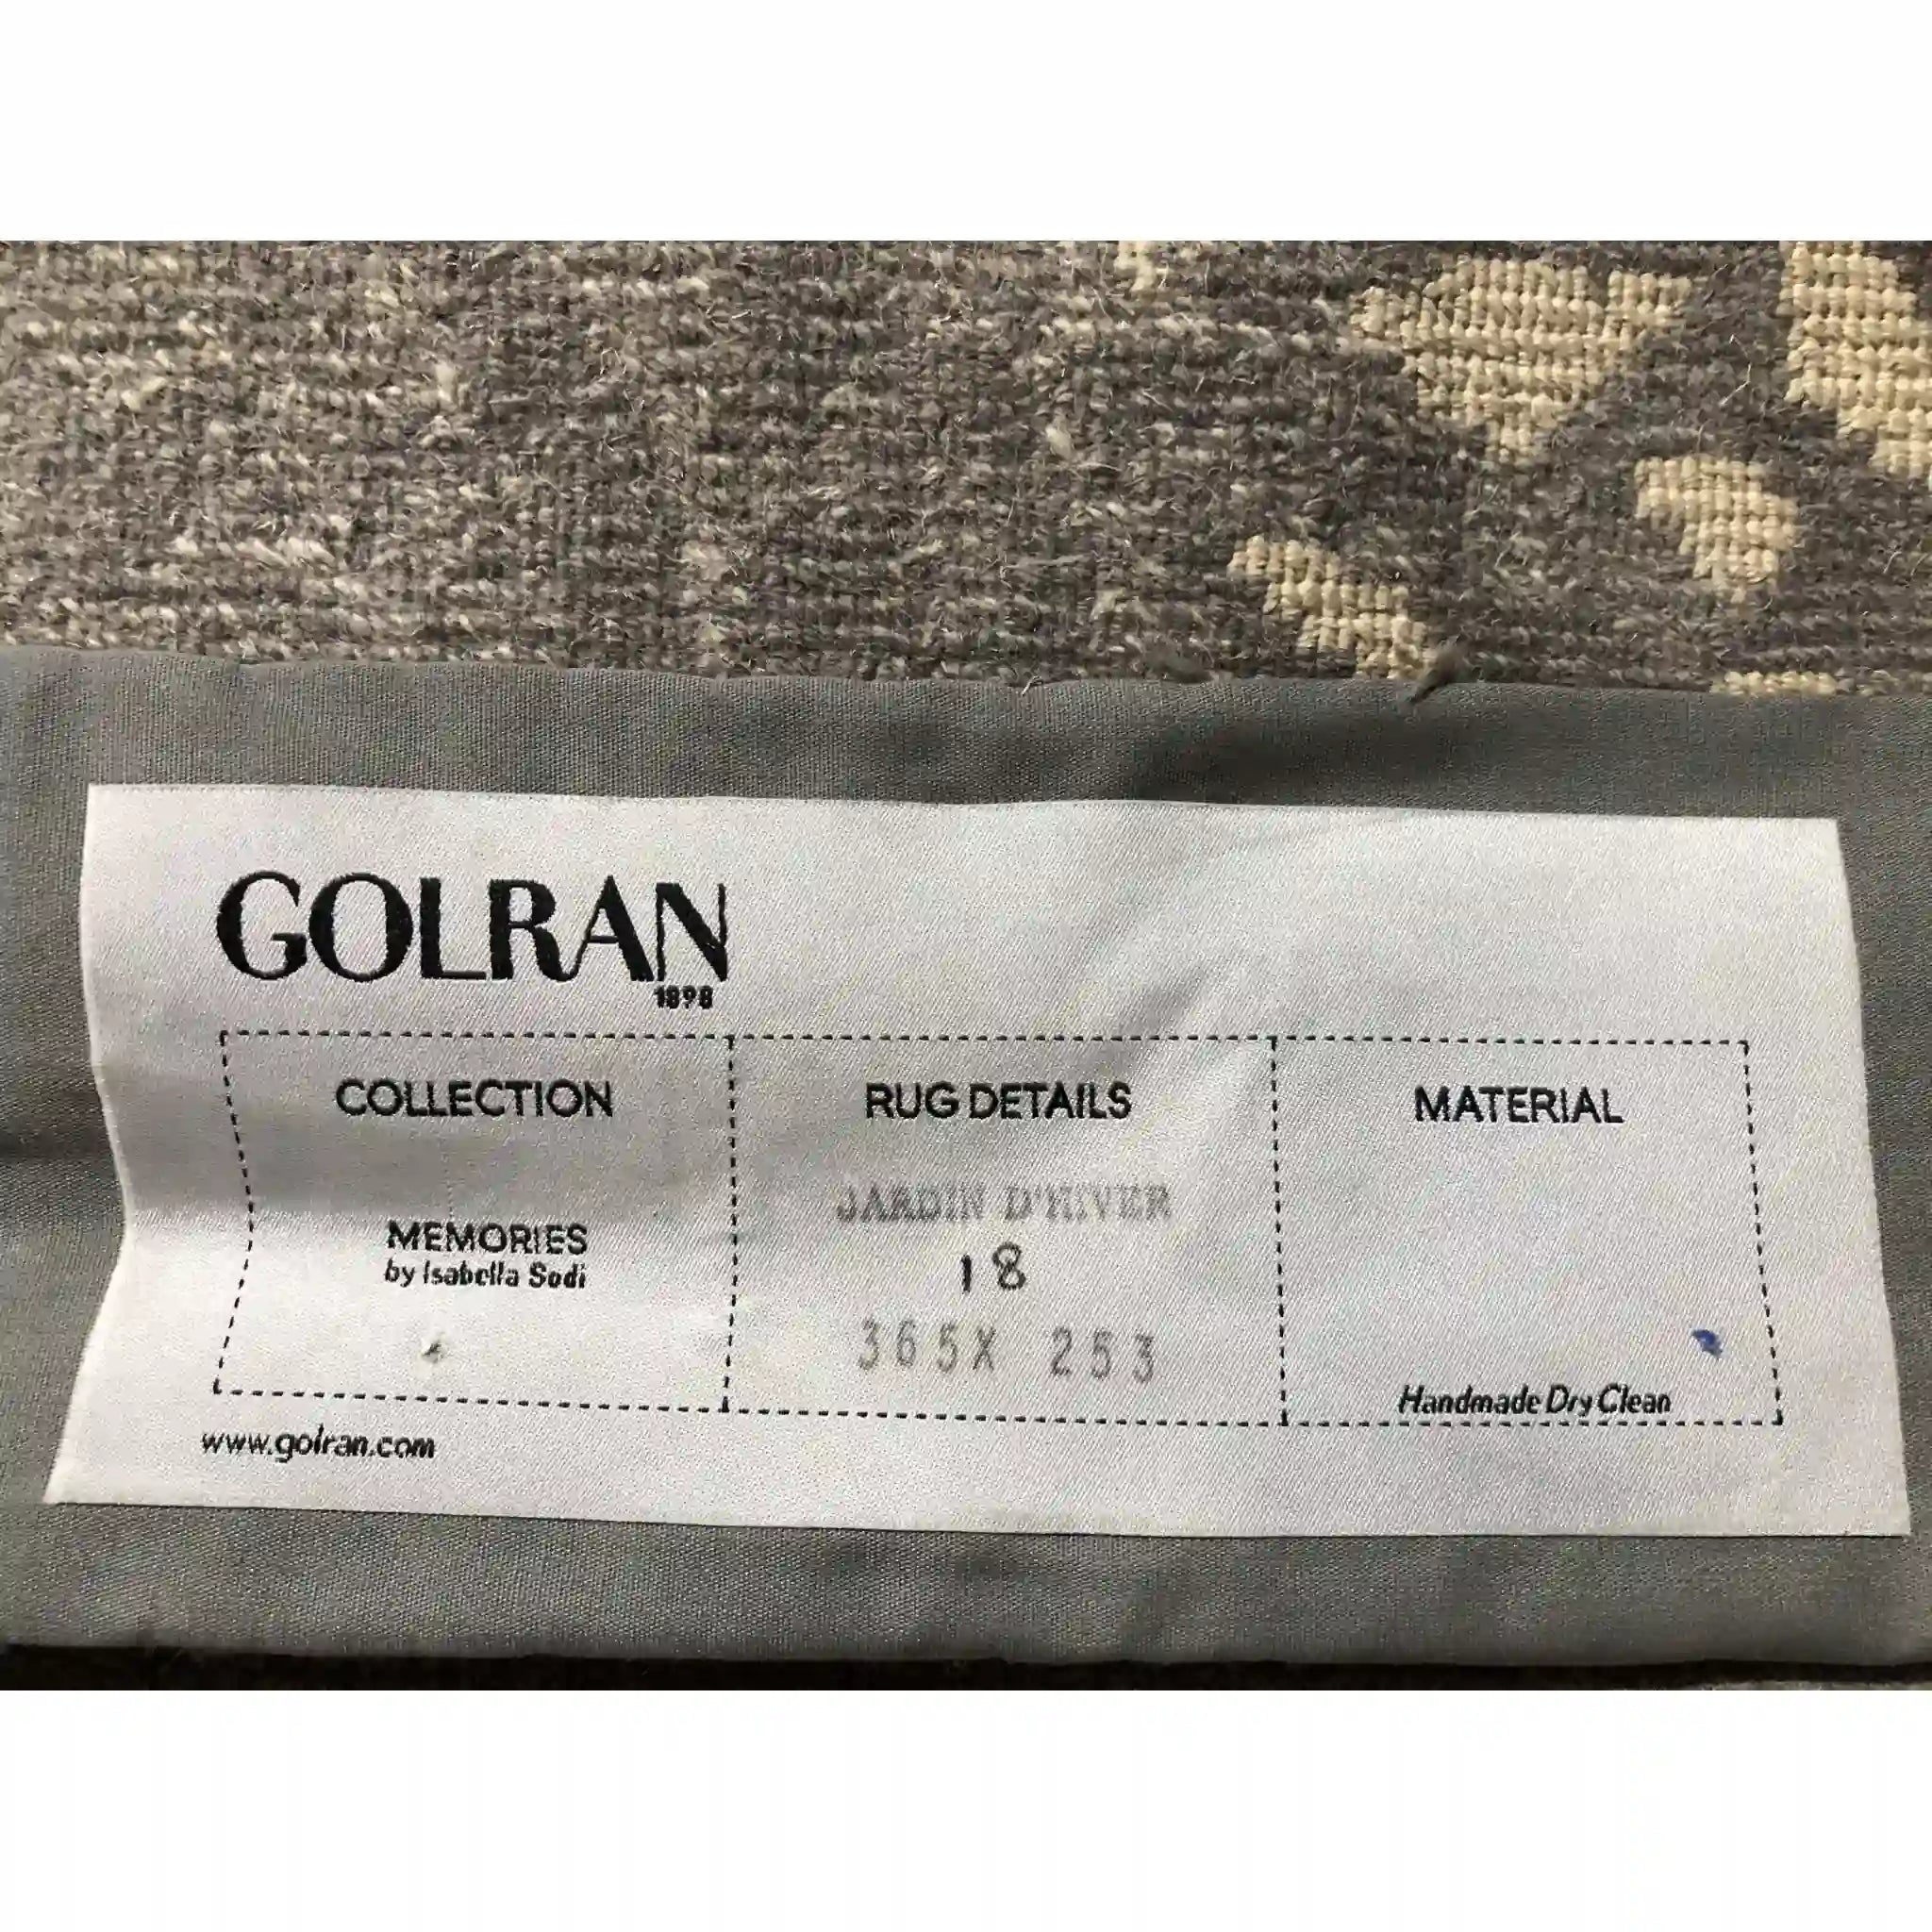 GOLRAN
1898
COLLECTION
MEMORIES
by Isabella Sodi
RUG DETAILS
JARDIN D'HIVER
18
365X 253
MATERIAL
Handmade Dry Clean
www.golran.com